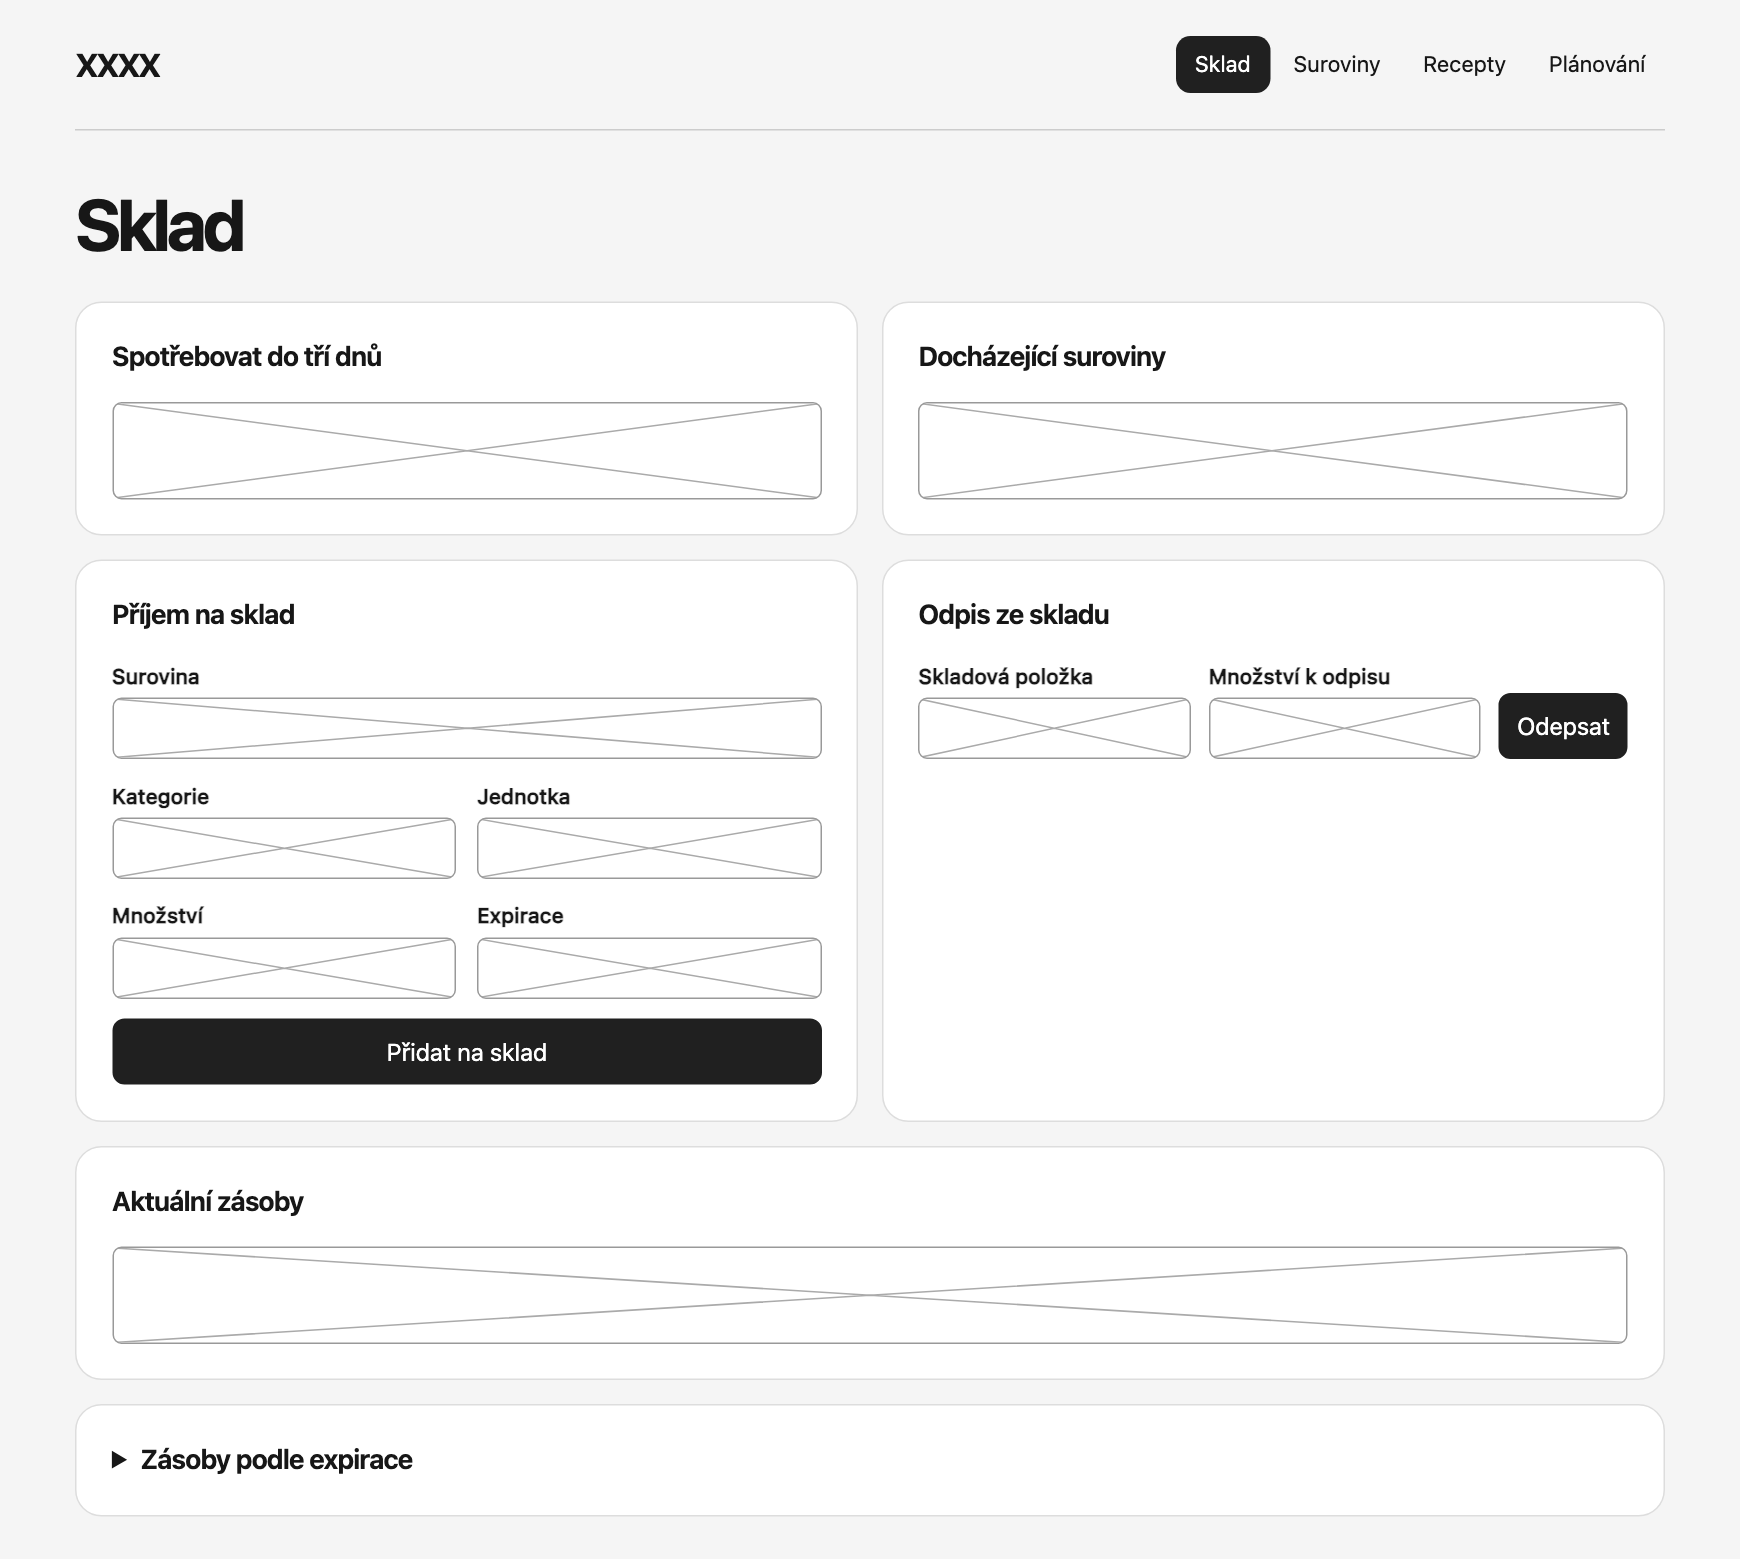 XXXX
Sklad
Suroviny
Recepty
Plánování
Sklad
Spotřebovat do tří dnů
Docházející suroviny
Příjem na sklad
Surovina
Kategorie
Jednotka
Množství
Expirace
Přidat na sklad
Odpis ze skladu
Skladová položka
Množství k odpisu
Odepsat
Aktuální zásoby
Zásoby podle expirace